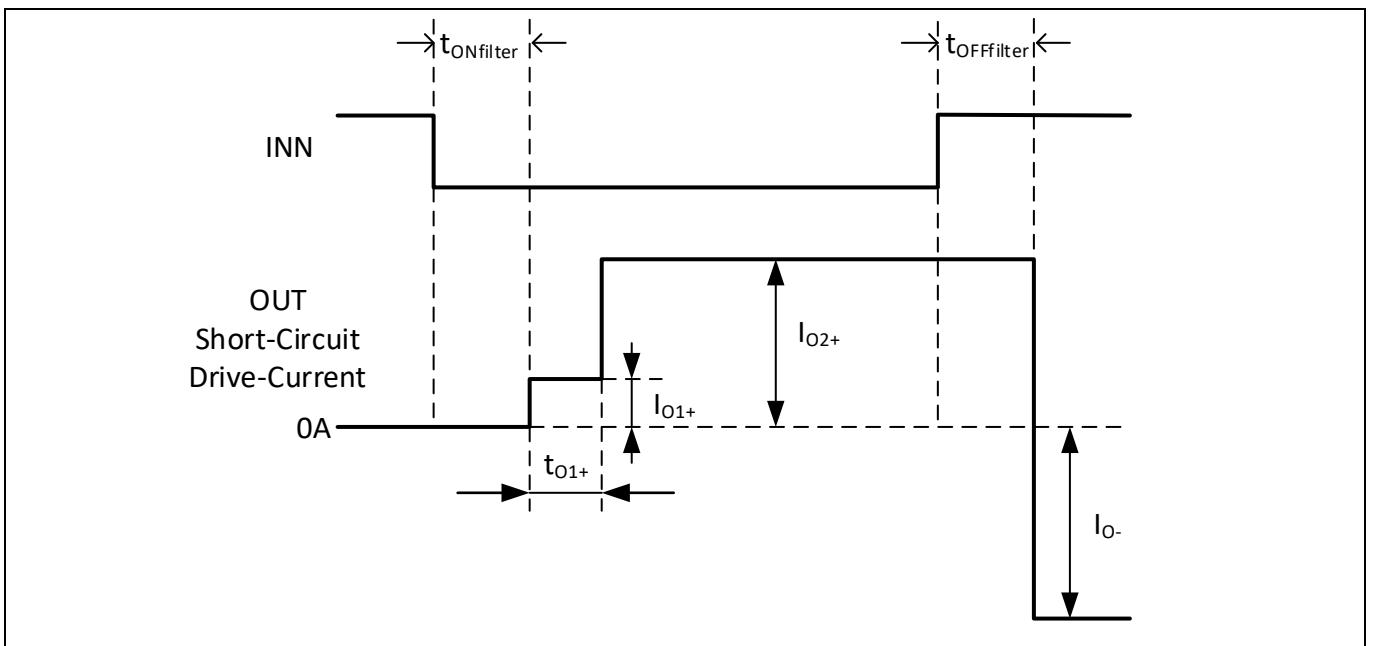 tONfilter
tOFFfilter
INN
OUT
Short-Circuit
Drive-Current
IO2+
IO1+
0A
tO1+
IO-